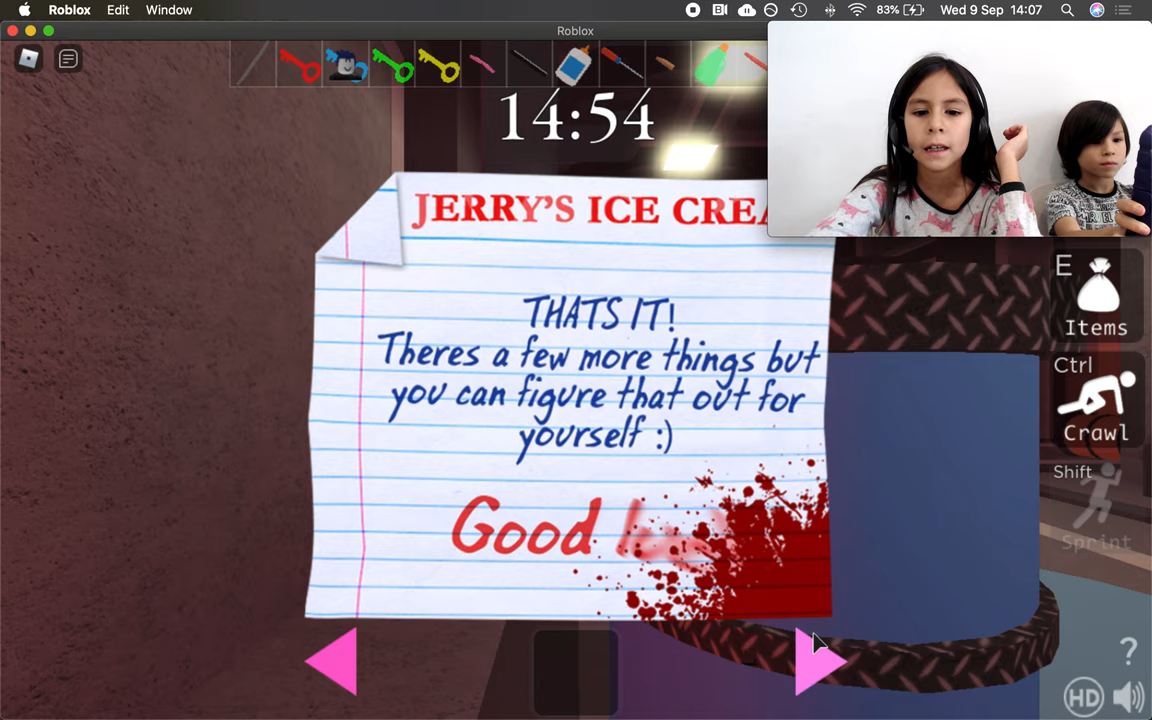 Roblox Edit Window
83% Wed 9 Sep 14:07
Roblox
14:54
JERRY'S ICE CREA
THATS IT!
Theres a few more things but
you can figure that out for
yourself :)
Good
E
Items
Ctrl
Crawl
Shift
Sprint
?
HD